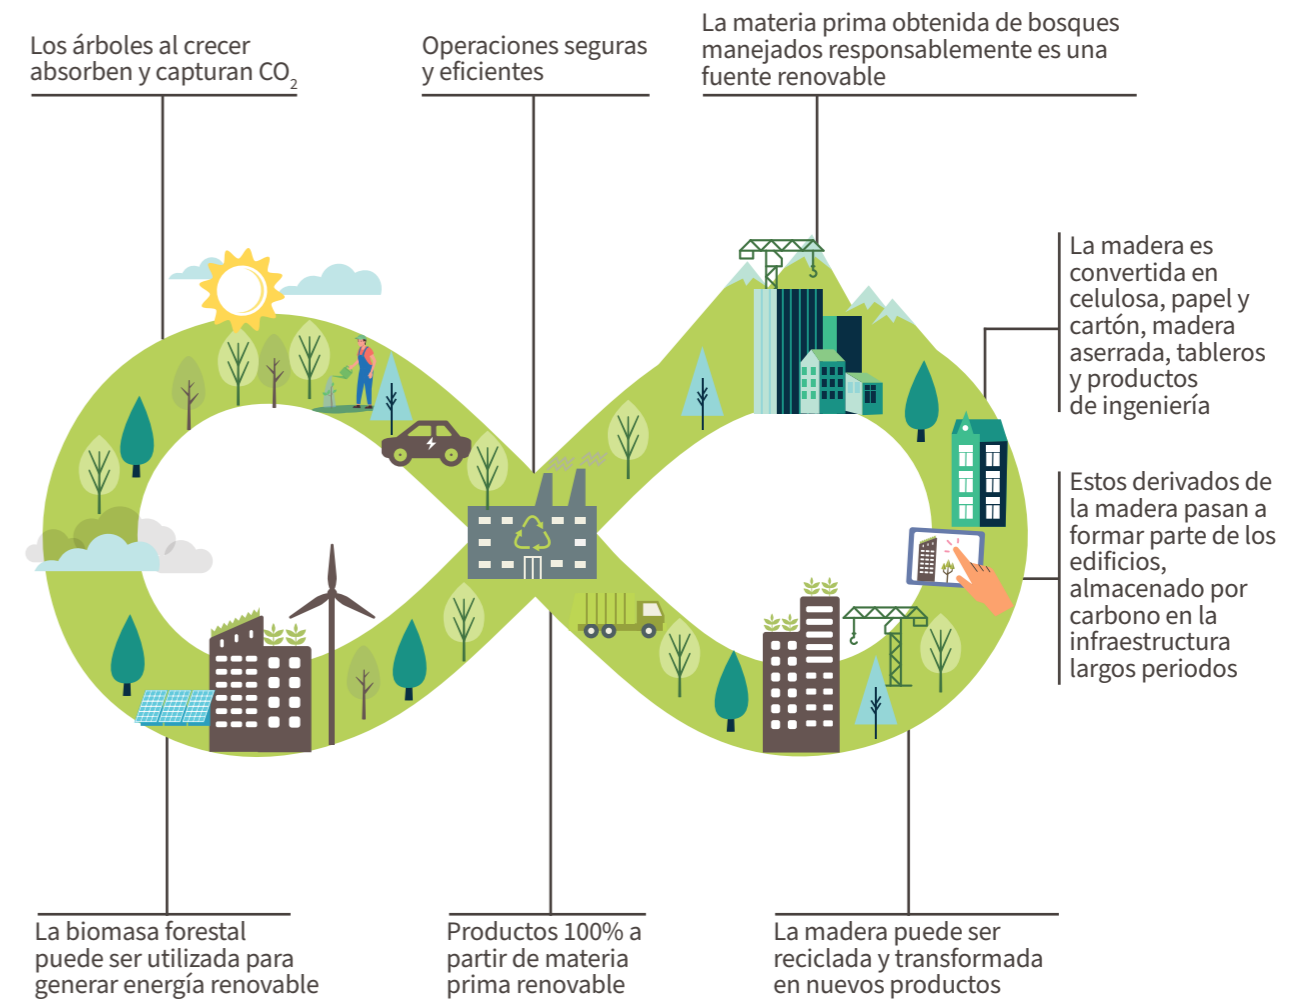 Los árboles al crecer
absorben y capturan CO₂
Operaciones seguras
y eficientes
La materia prima obtenida de bosques
manejados responsablemente es una
fuente renovable
La madera es
convertida en
celulosa, papel y
cartón, madera
aserrada, tableros
y productos
de ingeniería
Estos derivados de
la madera pasan a
formar parte de los
edificios,
almacenado por
carbono en la
infraestructura
largos periodos
La biomasa forestal
puede ser utilizada para
generar energía renovable
Productos 100% a
partir de materia
prima renovable
La madera puede ser
reciclada y transformada
en nuevos productos